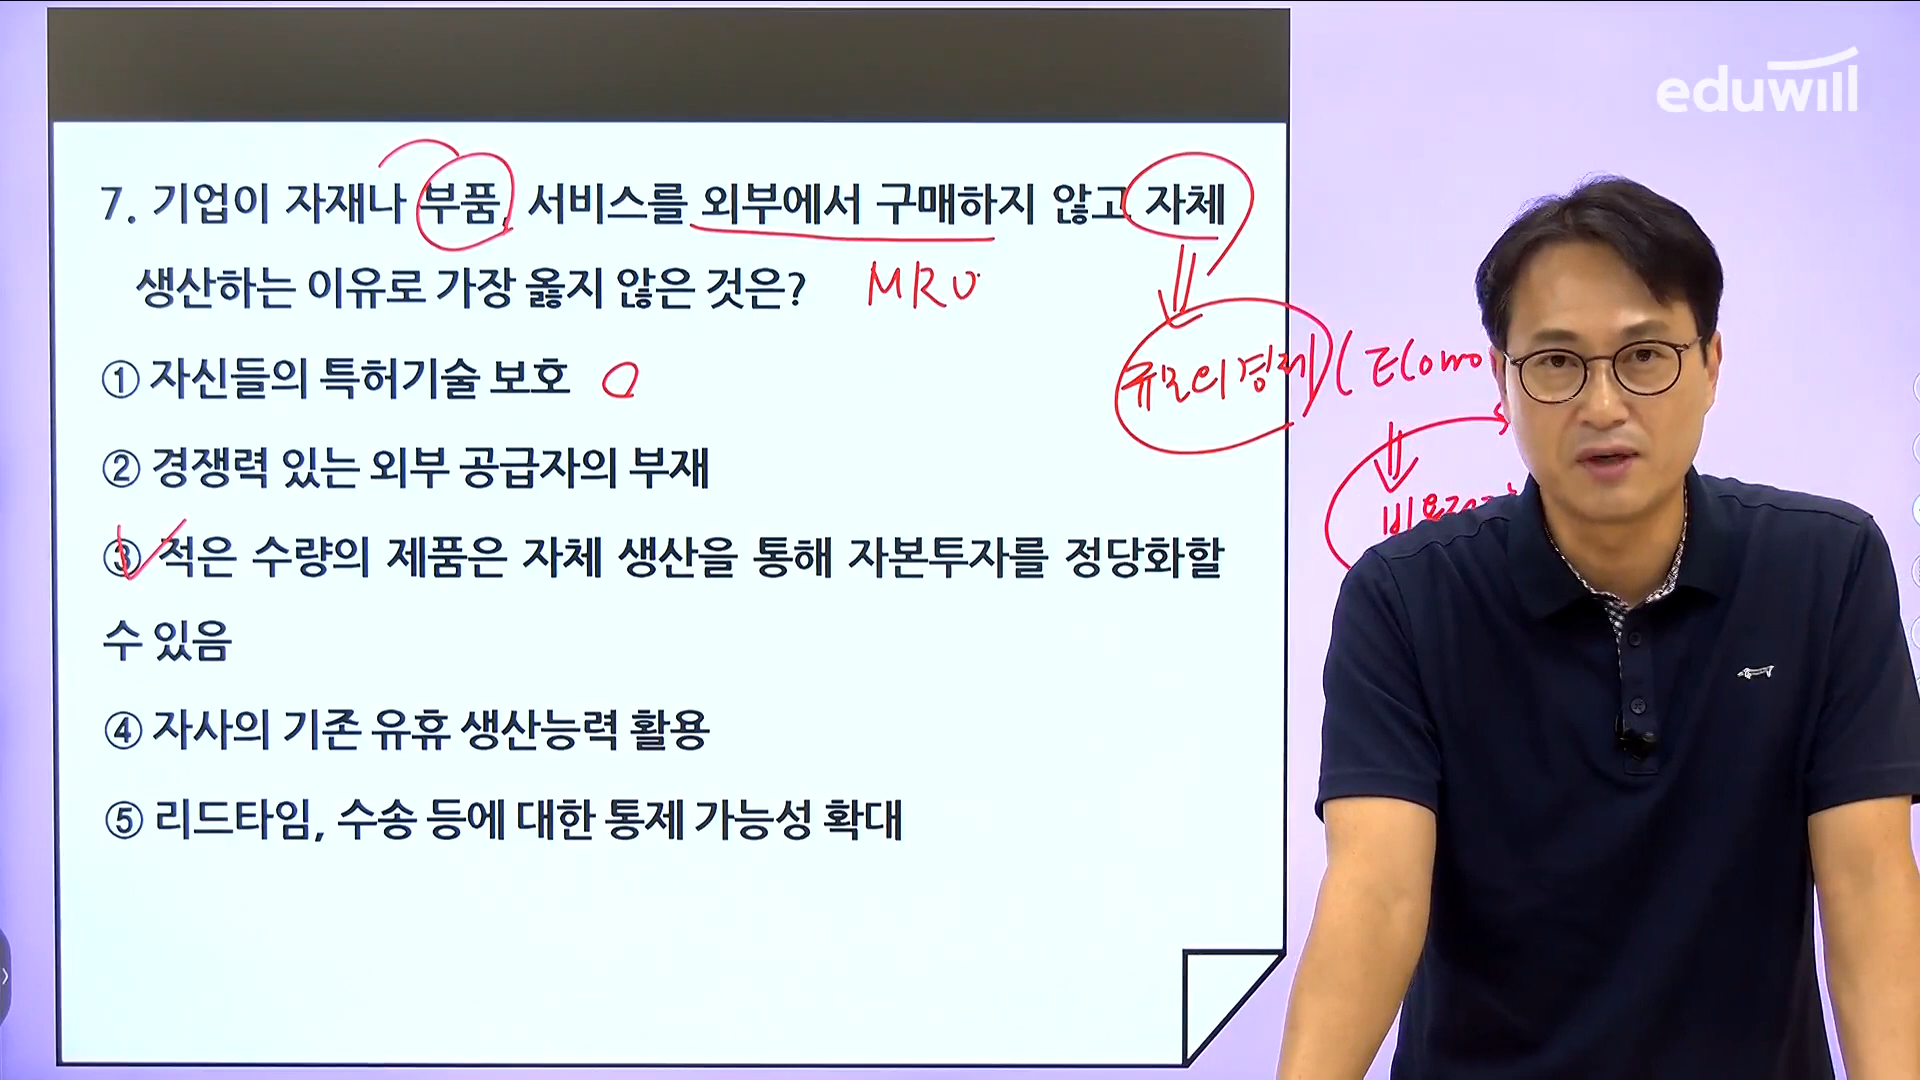 eduwill
7. 기업이 자재나 부품, 서비스를 외부에서 구매하지 않고 자체
생산하는 이유로 가장 옳지 않은 것은?
MRO
① 자신들의 특허기술 보호
규모의 경제
② 경쟁력 있는 외부 공급자의 부재
③ 적은 수량의 제품은 자체 생산을 통해 자본투자를 정당화할
수 있음
④ 자사의 기존 유휴 생산능력 활용
⑤ 리드타임, 수송 등에 대한 통제 가능성 확대